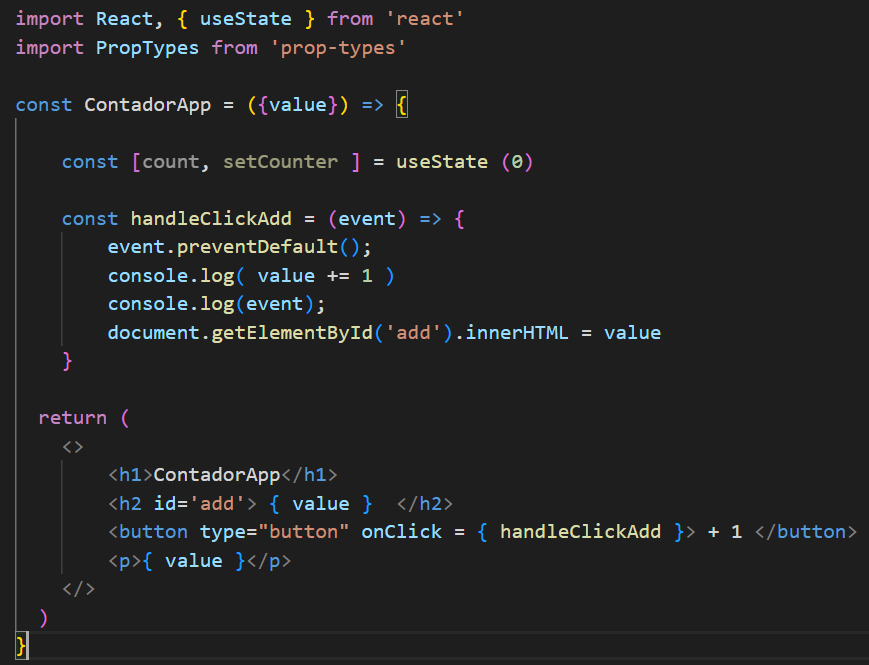 import React, { useState } from 'react'
import PropTypes from 'prop-types'
const ContadorApp = ({value}) => {
const [count, setCounter ] = useState (0)
const handleClickAdd = (event) => {
event.preventDefault();
console.log( value += 1 )
console.log(event);
document.getElementById('add').innerHTML = value
}
return (
<>
<h1>ContadorApp</h1>
<h2 id='add'> { value }  </h2>
<button type="button" onClick = { handleClickAdd }> + 1 </button>
<p>{ value }</p>
</>
)
}